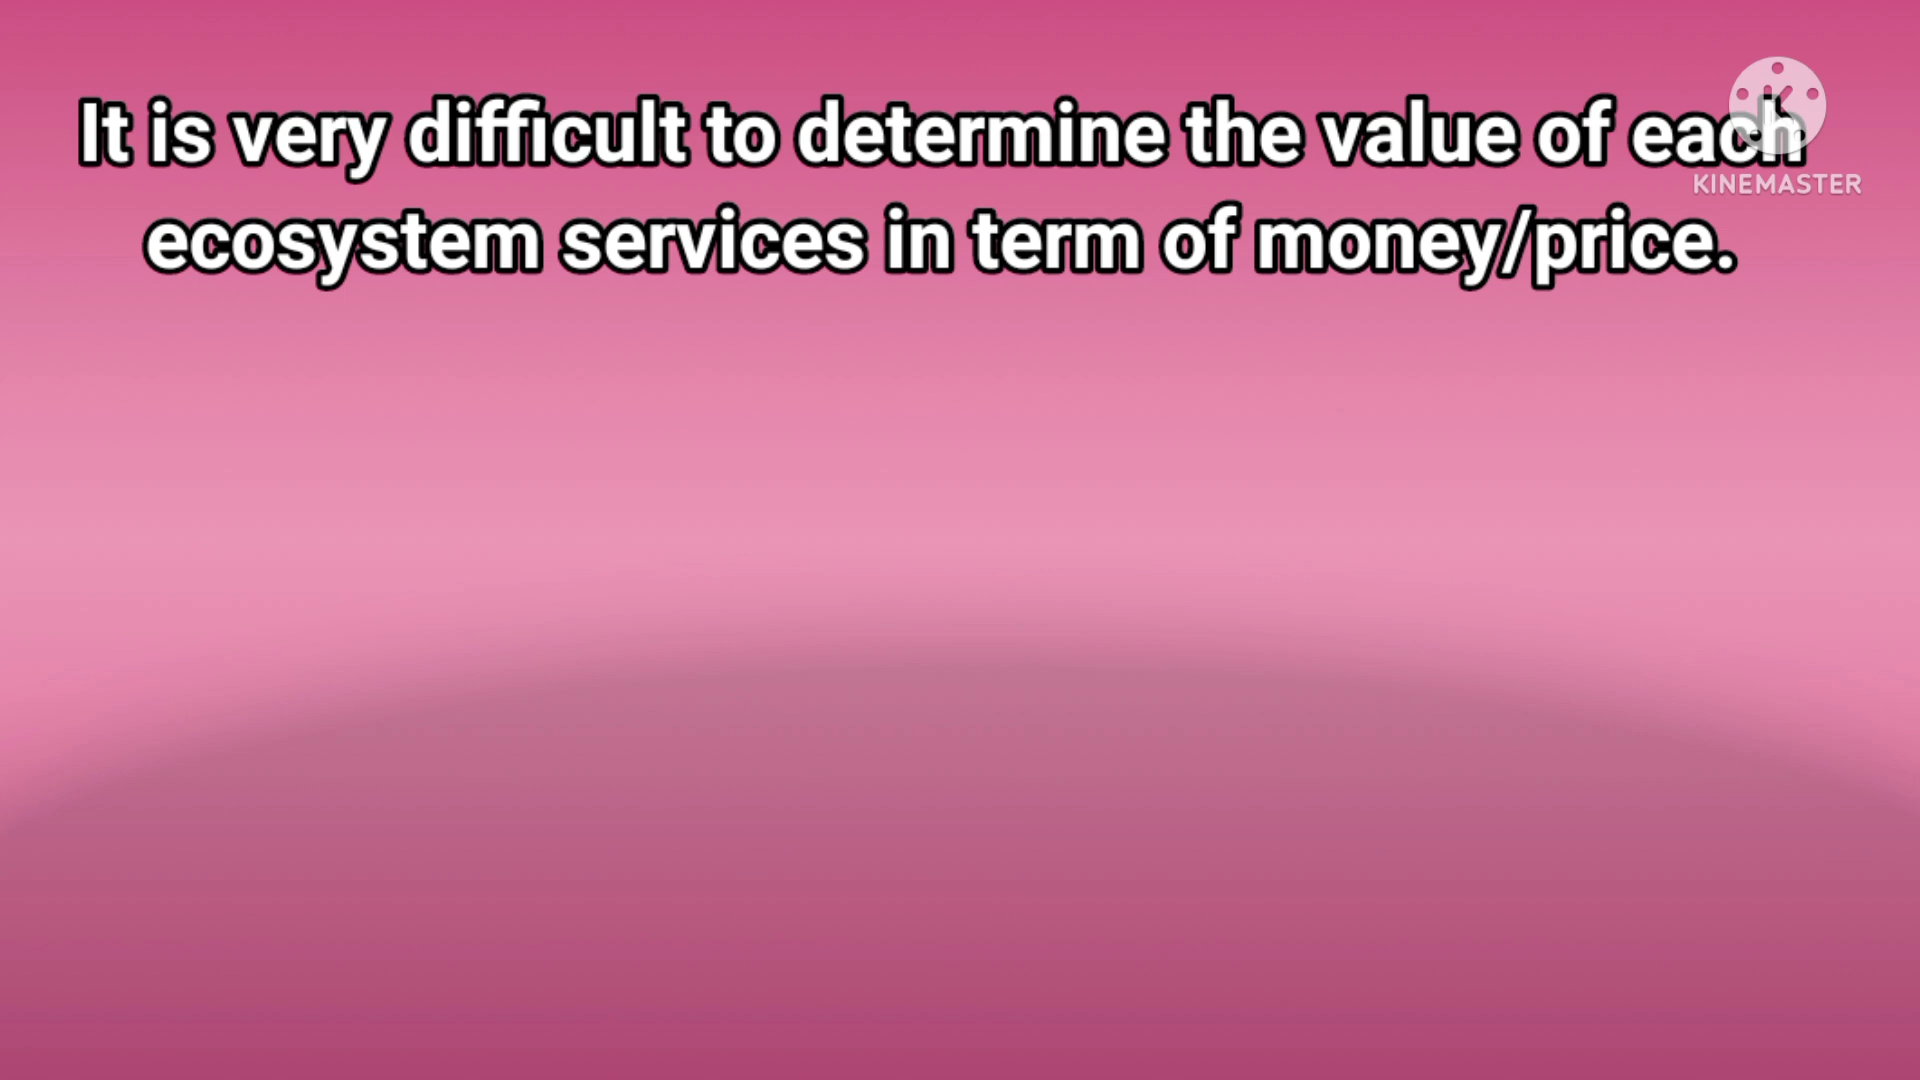 It is very difficult to determine the value of each
ecosystem services in term of money/price.
KINEMASTER